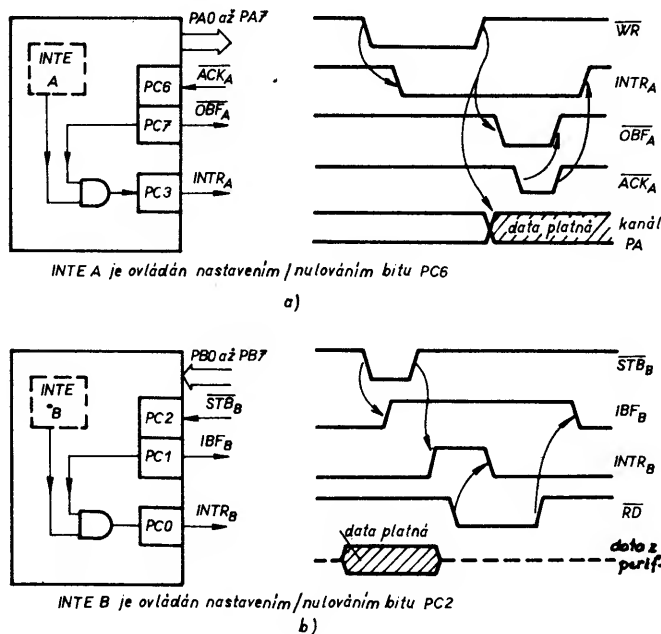 PA0 až PA7
INTE
A
PC6
ACK_A
PC7
OBF_A
PC3
INTR_A
WR
INTR_A
OBF_A
ACK_A
data platná
kanál
PA
INTE A je ovládán nastavením/nulováním bitu PC6
a)
PB0 až PB7
INTE
B
PC2
STB_B
PC1
IBF_B
PC0
INTR_B
STB_B
IBF_B
INTR_B
RD
data platná
data z
perif.
INTE B je ovládán nastavením/nulováním bitu PC2
b)